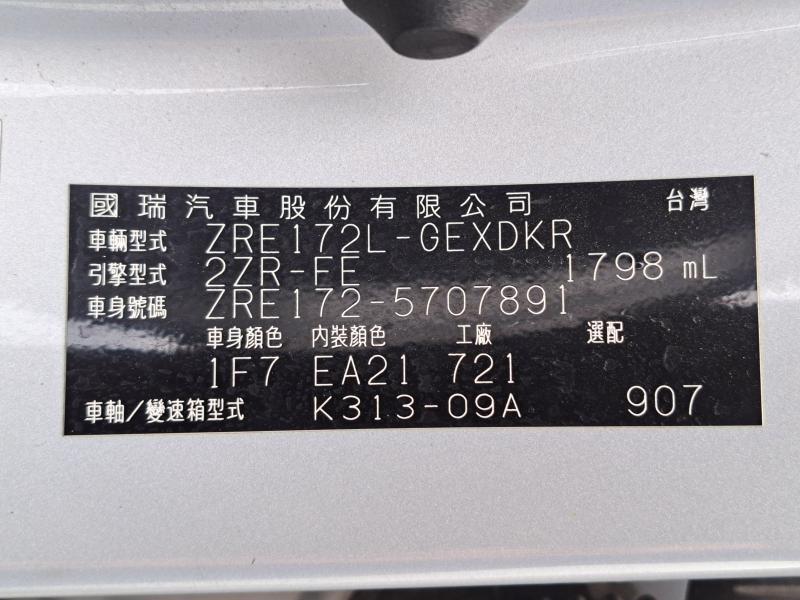 國瑞汽車股份有限公司 台灣
車輛型式 ZRE172L-GEXDKR
引擎型式 2ZR-FE 1798 mL
車身號碼 ZRE172-5707891
車身顏色 內裝顏色 工廠 選配
1F7 EA21 721
車軸/變速箱型式 K313-09A 907